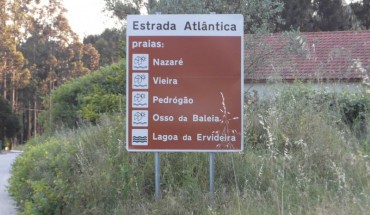 Estrada Atlântica
praias:
Nazaré
Vieira
Pedrógão
Osso da Baleia
Lagoa da Ervideira